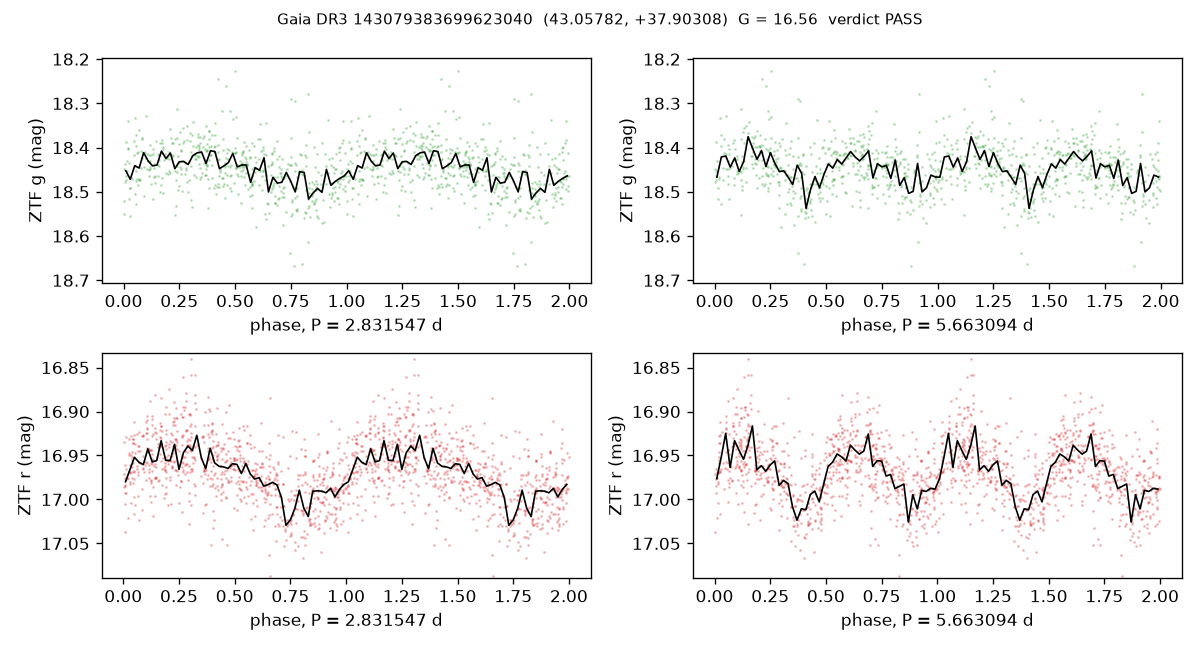 Gaia DR3 143079383699623040 (43.05782, +37.90308) G = 16.56 verdict PASS
18.2
18.3
18.4
18.5
18.6
18.7
ZTF g (mag)
0.00 0.25 0.50 0.75 1.00 1.25 1.50 1.75 2.00
phase, P = 2.831547 d
18.2
18.3
18.4
18.5
18.6
18.7
ZTF g (mag)
0.00 0.25 0.50 0.75 1.00 1.25 1.50 1.75 2.00
phase, P = 5.663094 d
16.85
16.90
16.95
17.00
17.05
ZTF r (mag)
0.00 0.25 0.50 0.75 1.00 1.25 1.50 1.75 2.00
phase, P = 2.831547 d
16.85
16.90
16.95
17.00
17.05
ZTF r (mag)
0.00 0.25 0.50 0.75 1.00 1.25 1.50 1.75 2.00
phase, P = 5.663094 d